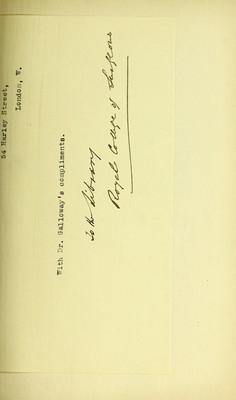 54 Harley Street,
London, W.
With Dr. Galloway's compliments.
to the Library
Royal College of Surgeons